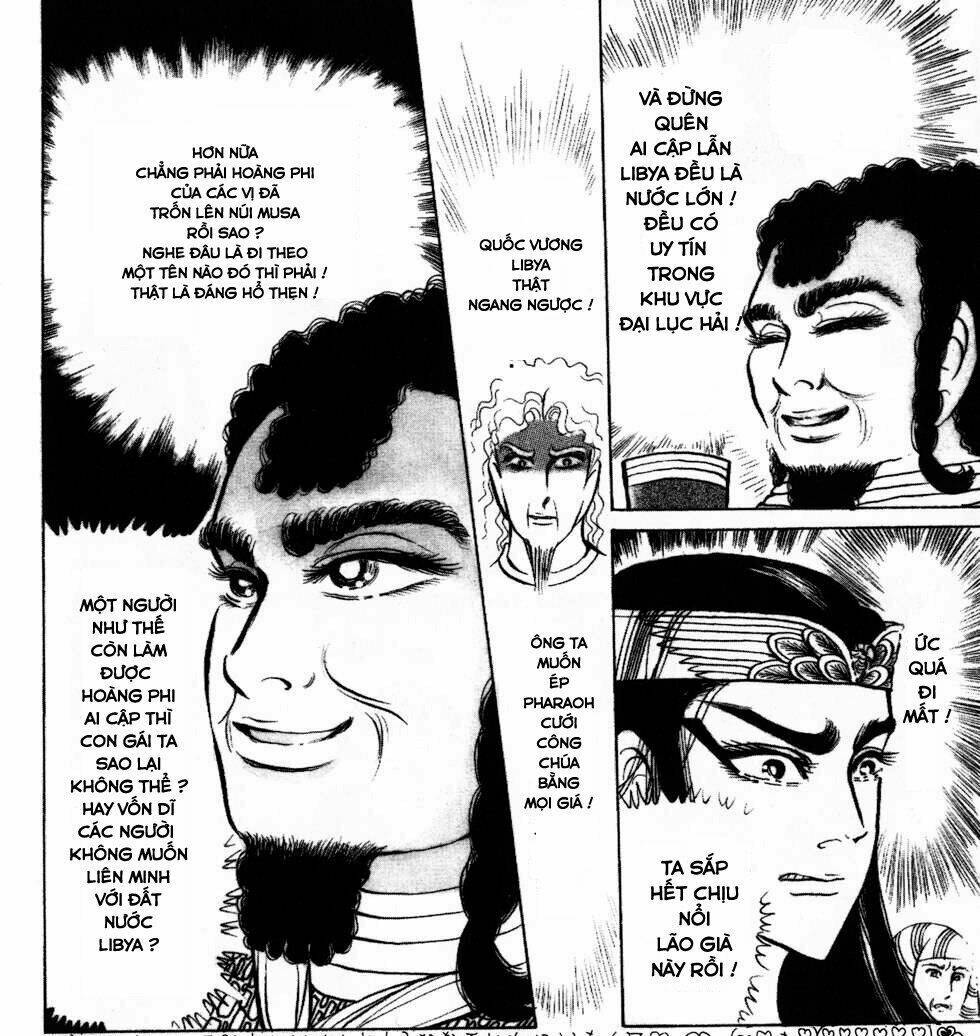 VÀ ĐỪNG
QUÊN
AI CẬP LẪN
LIBYA ĐỀU LÀ
NƯỚC LỚN !
ĐỀU CÓ
UY TÍN
TRONG
KHU VỰC
ĐẠI LỤC HẢI !
ỨC
QUÁ
ĐI
MẤT !
TA SẮP
HẾT CHỊU
NỔI
LÃO GIÀ
NÀY RỒI !
QUỐC VƯƠNG
LIBYA
THẬT
NGANG NGƯỢC !
ÔNG TA
MUỐN
ÉP
PHARAOH
CƯỚI
CÔNG
CHÚA
BẰNG
MỌI GIÁ !
HƠN NỮA
CHẲNG PHẢI HOÀNG PHI
CỦA CÁC VỊ ĐÃ
TRỐN LÊN NÚI MUSA
RỒI SAO ?
NGHE ĐÂU LÀ ĐI THEO
MỘT TÊN NÀO ĐÓ THÌ PHẢI !
THẬT LÀ ĐÁNG HỔ THẸN !
MỘT NGƯỜI
NHƯ THẾ
CÒN LÀM
ĐƯỢC
HOÀNG PHI
AI CẬP THÌ
CON GÁI TA
SAO LẠI
KHÔNG THỂ ?
HAY VỐN DĨ
CÁC NGƯỜI
KHÔNG MUỐN
LIÊN MINH
VỚI ĐẤT
NƯỚC
LIBYA ?